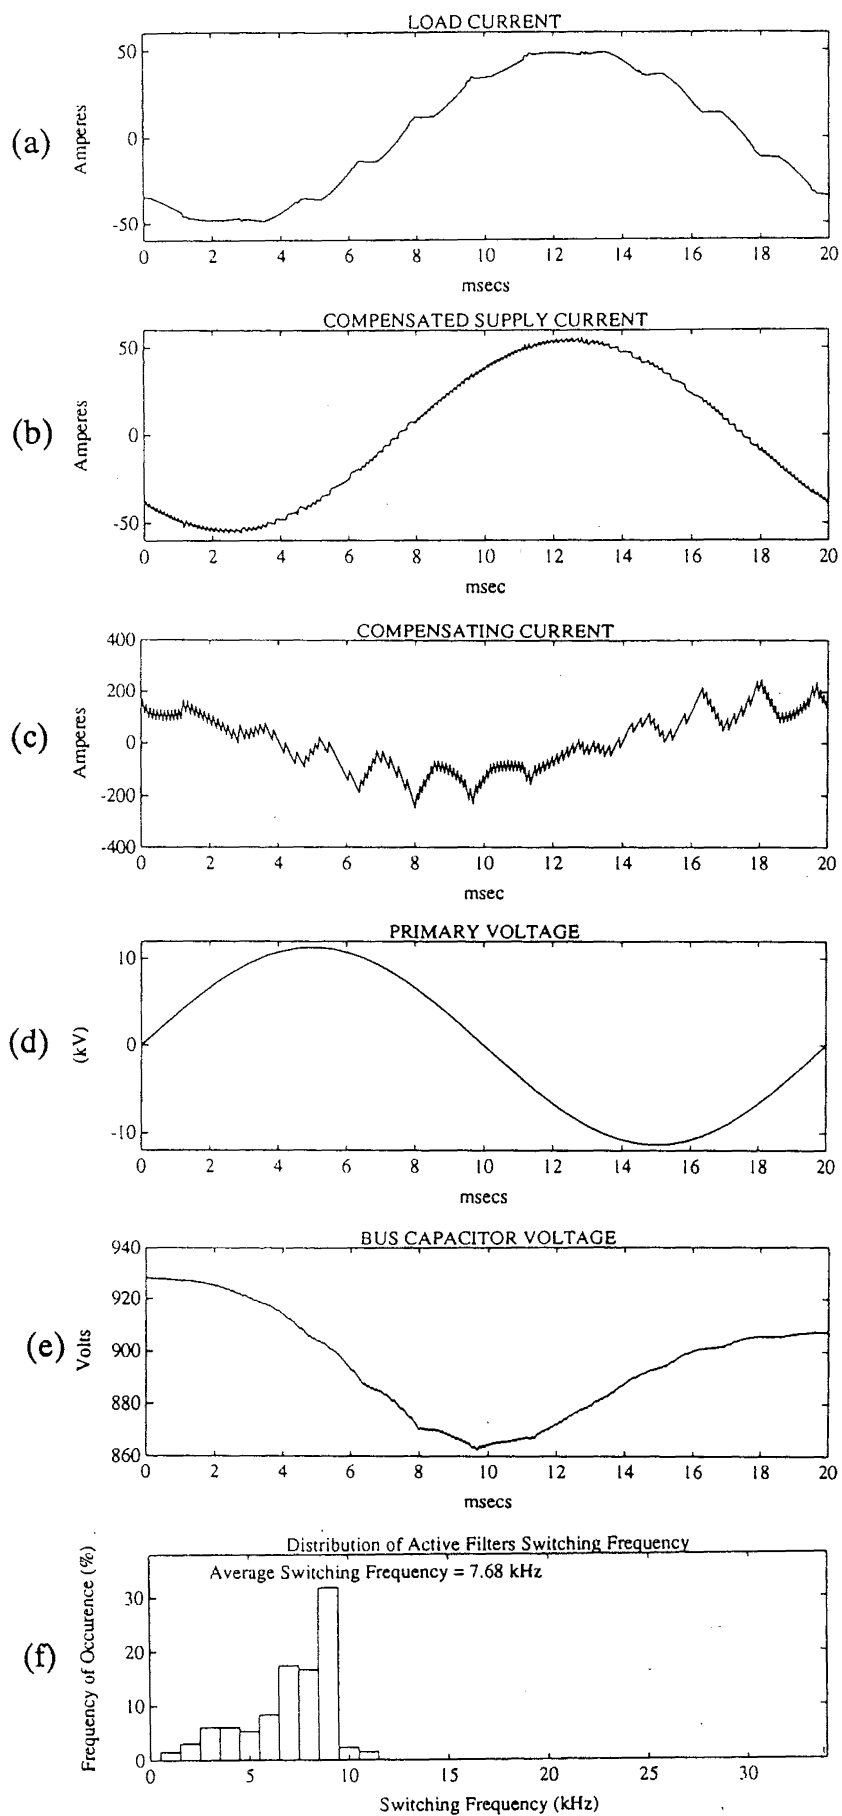 LOAD CURRENT
(a)
Amperes
50
0
-50
0 2 4 6 8 10 12 14 16 18 20
msecs
COMPENSATED SUPPLY CURRENT
(b)
Amperes
50
0
-50
0 2 4 6 8 10 12 14 16 18 20
msec
COMPENSATING CURRENT
(c)
Amperes
400
200
0
-200
-400
0 2 4 6 8 10 12 14 16 18 20
msec
PRIMARY VOLTAGE
(d)
(kV)
10
0
-10
0 2 4 6 8 10 12 14 16 18 20
msecs
BUS CAPACITOR VOLTAGE
(e)
Volts
940
920
900
880
860
0 2 4 6 8 10 12 14 16 18 20
msecs
Distribution of Active Filters Switching Frequency
Average Switching Frequency = 7.68 kHz
(f)
Frequency of Occurence (%)
30
20
10
0
0 5 10 15 20 25 30
Switching Frequency (kHz)